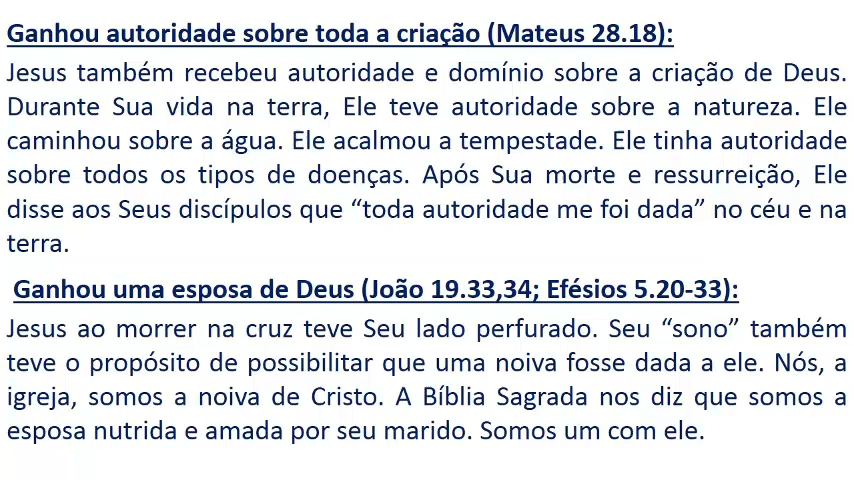 Ganhou autoridade sobre toda a criação (Mateus 28.18):
Jesus também recebeu autoridade e domínio sobre a criação de Deus.
Durante Sua vida na terra, Ele teve autoridade sobre a natureza. Ele
caminhou sobre a água. Ele acalmou a tempestade. Ele tinha autoridade
sobre todos os tipos de doenças. Após Sua morte e ressurreição, Ele
disse aos Seus discípulos que “toda autoridade me foi dada” no céu e na
terra.
Ganhou uma esposa de Deus (João 19.33,34; Efésios 5.20-33):
Jesus ao morrer na cruz teve Seu lado perfurado. Seu “sono” também
teve o propósito de possibilitar que uma noiva fosse dada a ele. Nós, a
igreja, somos a noiva de Cristo. A Bíblia Sagrada nos diz que somos a
esposa nutrida e amada por seu marido. Somos um com ele.